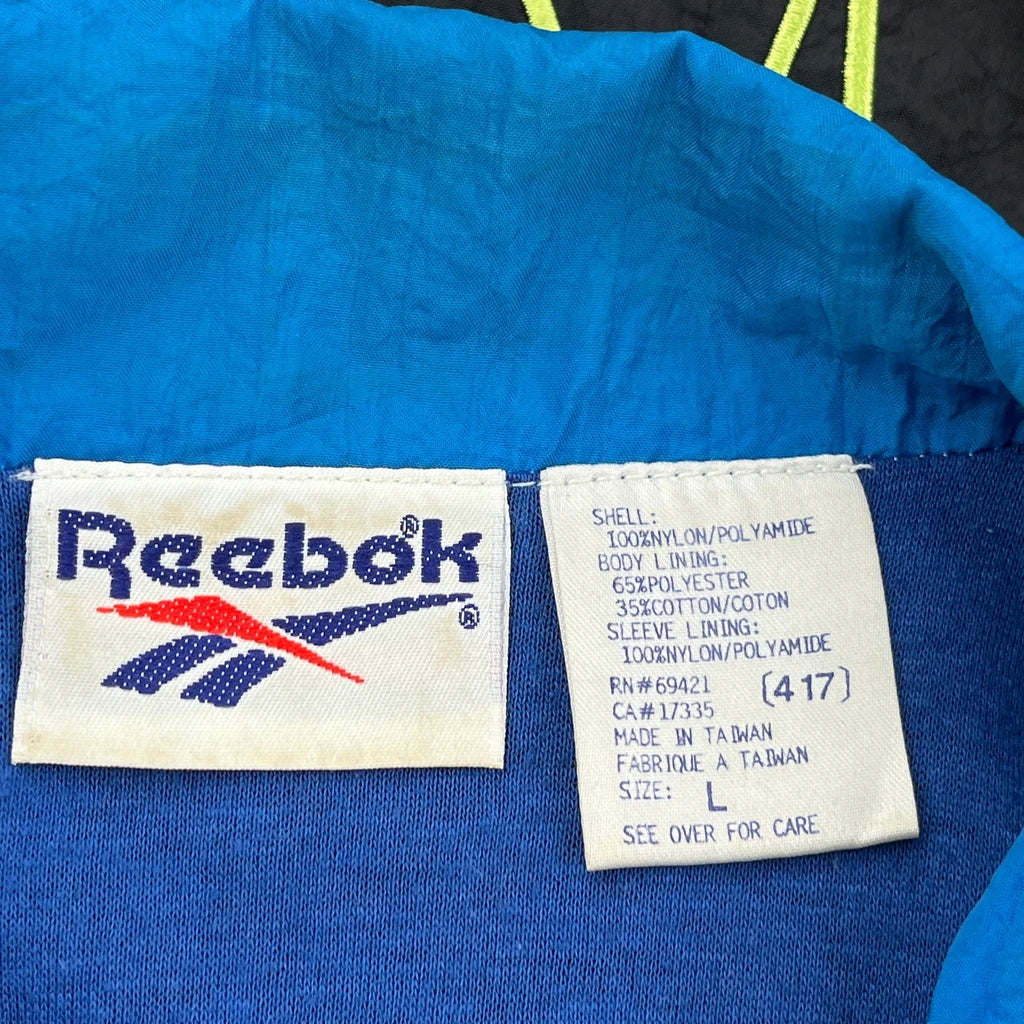 Reebok®
®
SHELL:
100%NYLON/POLYAMIDE
BODY LINING:
65%POLYESTER
35%COTTON/COTON
SLEEVE LINING:
100%NYLON/POLYAMIDE
RN#69421 (417)
CA#17335
MADE IN TAIWAN
FABRIQUE A TAIWAN
SIZE: L
SEE OVER FOR CARE